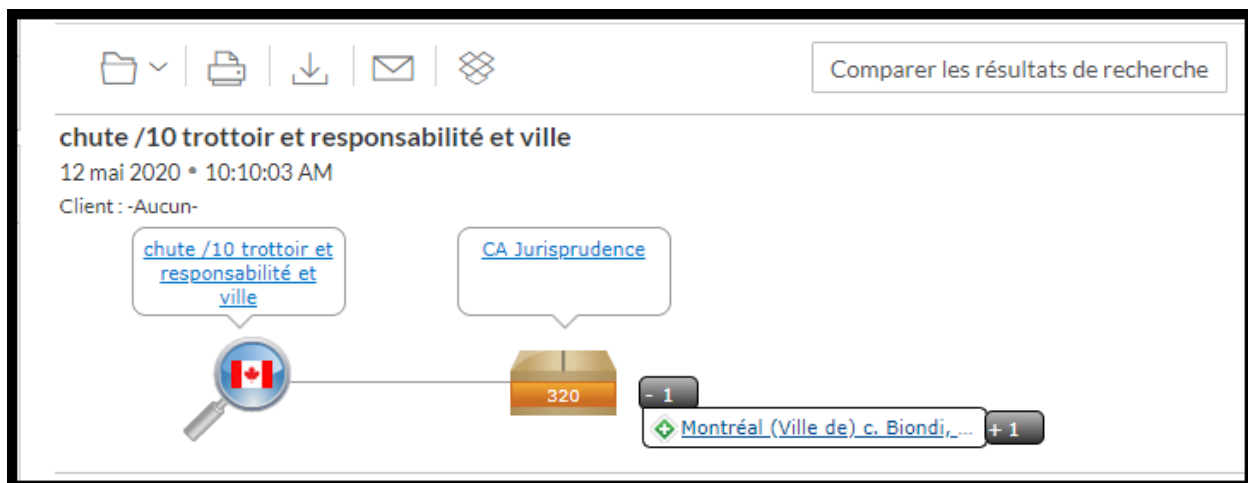 Comparer les résultats de recherche
chute /10 trottoir et responsabilité et ville
12 mai 2020 • 10:10:03 AM
Client : -Aucun-
chute /10 trottoir et
responsabilité et
ville
CA Jurisprudence
320
- 1
Montréal (Ville de) c. Biondi, ...
+ 1